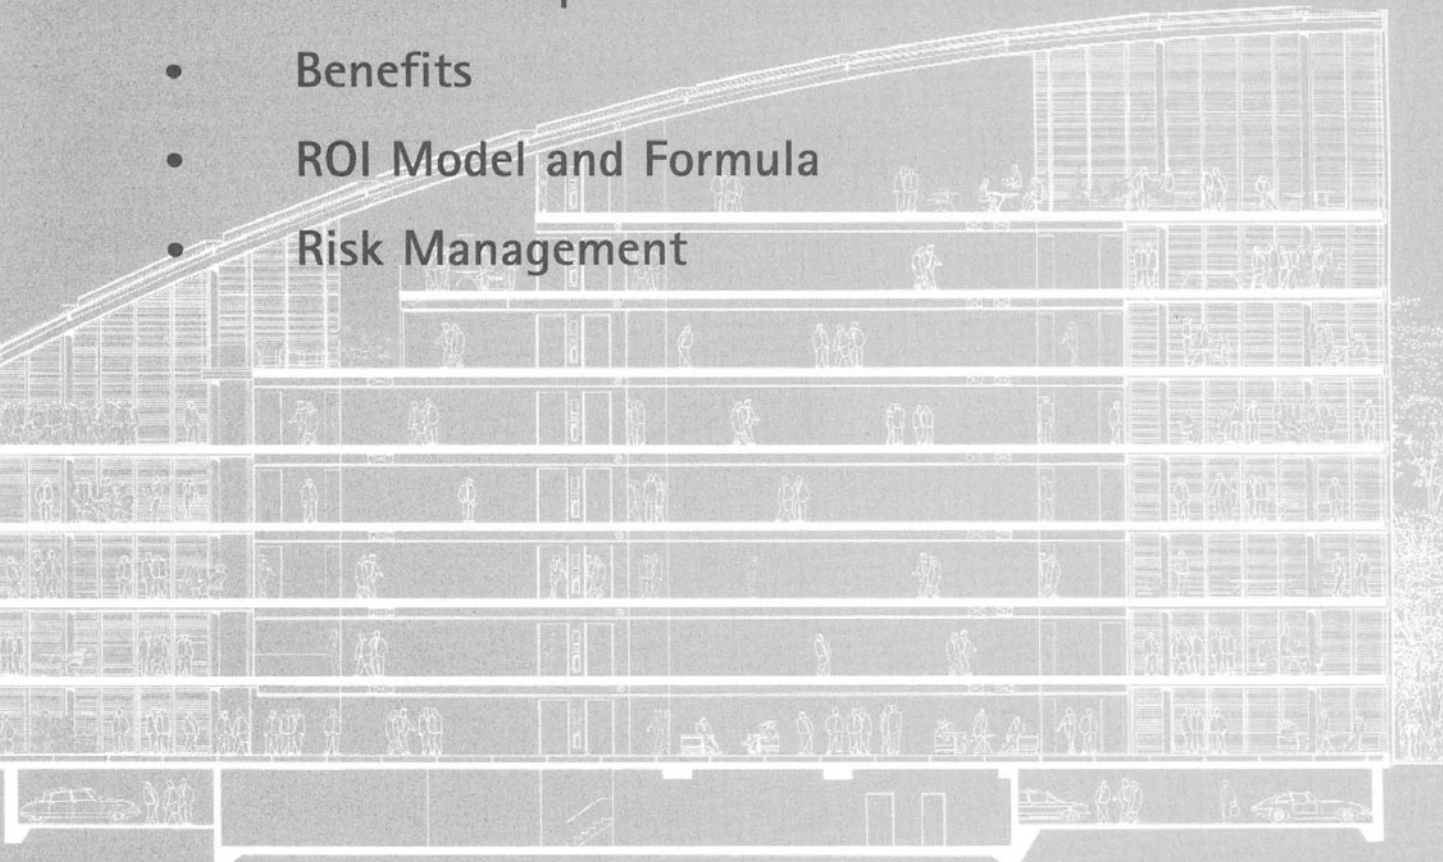 • Benefits
• ROI Model and Formula
• Risk Management